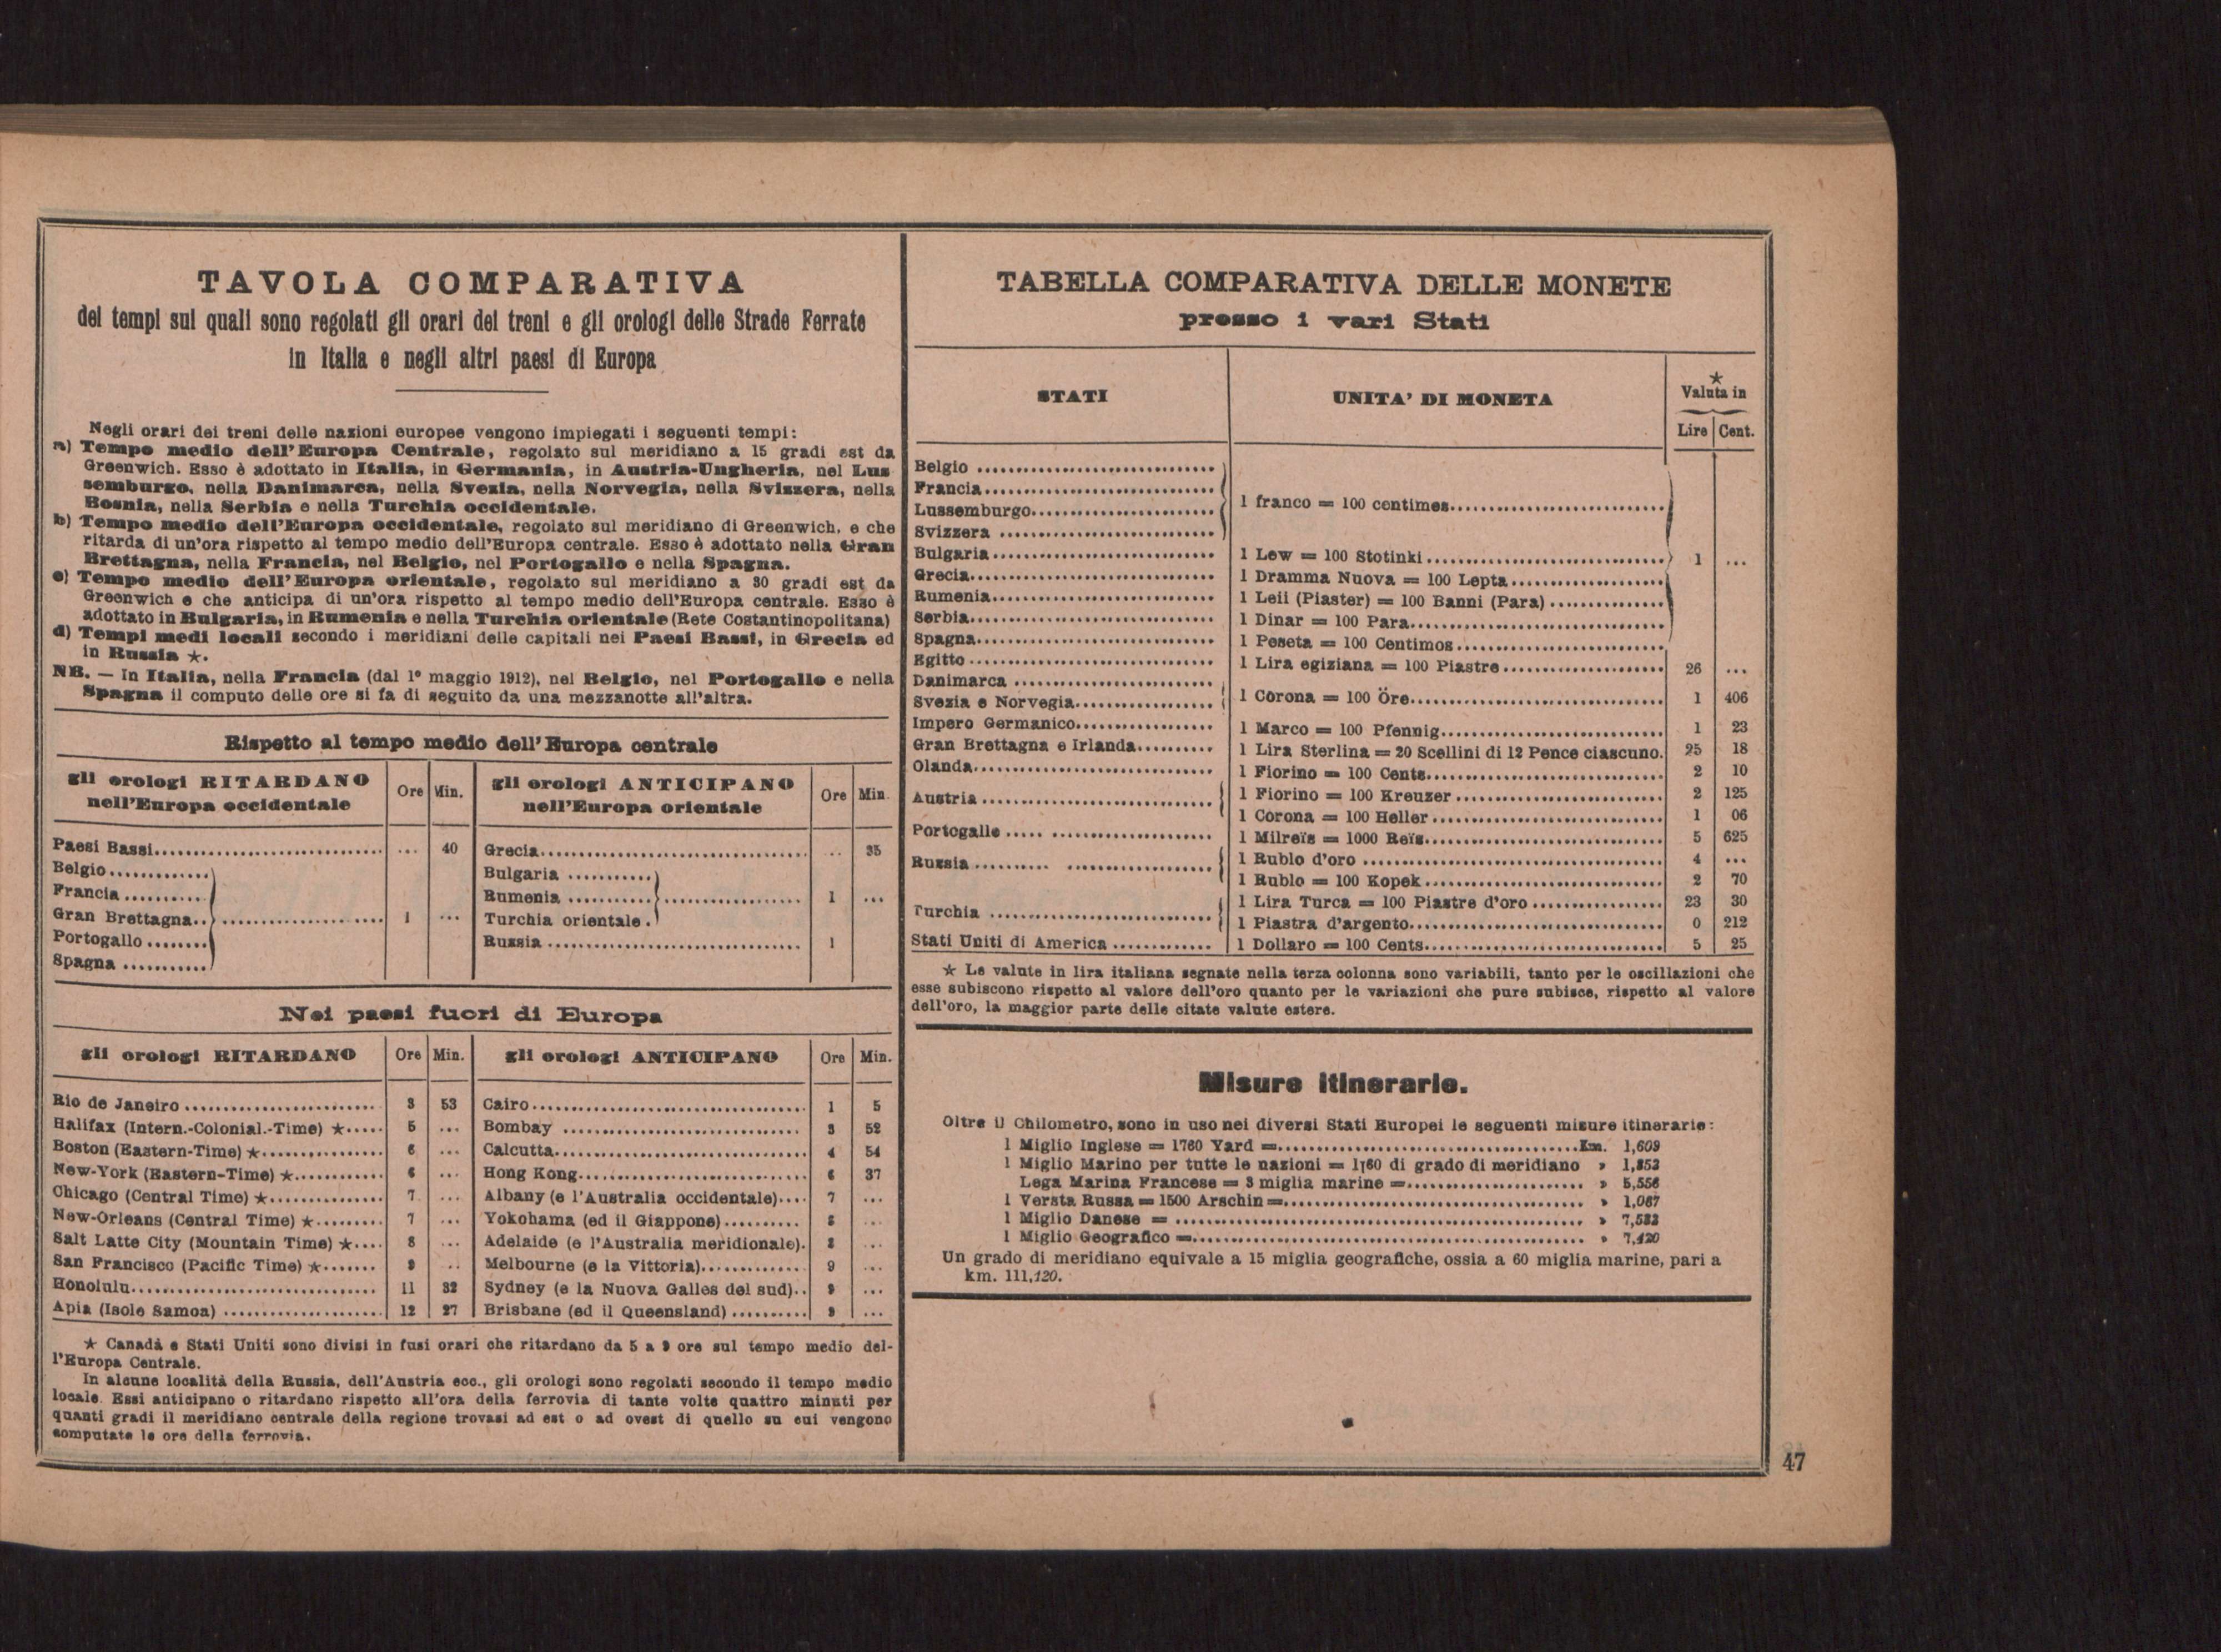 TAVOLA COMPARATIVA
dei tempi sui quali sono regolati gli orari dei treni e gli orologi delle Strade Ferrate
in Italia e negli altri paesi di Europa
Negli orari dei treni delle nazioni europee vengono impiegati i seguenti tempi:
a) Tempo medio dell'Europa Centrale, regolato sul meridiano a 15 gradi est da
Greenwich. Esso è adottato in Italia, in Germania, in Austria-Ungheria, nel Lus
semburgo, nella Danimarca, nella Svezia, nella Norvegia, nella Svizzera, nella
Bosnia, nella Serbia e nella Turchia occidentale.
b) Tempo medio dell'Europa occidentale, regolato sul meridiano di Greenwich, e che
ritarda di un'ora rispetto al tempo medio dell'Europa centrale. Esso è adottato nella Gran
Brettagna, nella Francia, nel Belgio, nel Portogallo e nella Spagna.
c) Tempo medio dell'Europa orientale, regolato sul meridiano a 30 gradi est da
Greenwich e che anticipa di un'ora rispetto al tempo medio dell'Europa centrale. Esso è
adottato in Bulgaria, in Rumenia e nella Turchia orientale (Rete Costantinopolitana)
d) Tempi medi locali secondo i meridiani delle capitali nei Paesi Bassi, in Grecia ed
in Russia ★.
NB. — In Italia, nella Francia (dal 1º maggio 1912), nel Belgio, nel Portogallo e nella
Spagna il computo delle ore si fa di seguito da una mezzanotte all'altra.
Rispetto al tempo medio dell'Europa centrale
gli orologi RITARDANO nell'Europa occidentale | Ore | Min. | gli orologi ANTICIPANO nell'Europa orientale | Ore | Min.
Paesi Bassi ... 40 | Grecia ... 35
Belgio | Bulgaria
Francia | Rumenia 1 ...
Gran Brettagna 1 ... | Turchia orientale
Portogallo | Russia 1
Spagna
Nei paesi fuori di Europa
gli orologi RITARDANO | Ore | Min. | gli orologi ANTICIPANO | Ore | Min.
Rio de Janeiro 3 53 | Cairo 1 5
Halifax (Intern.-Colonial.-Time) ★ 5 ... | Bombay 3 52
Boston (Eastern-Time) ★ 6 ... | Calcutta 4 54
New-York (Eastern-Time) ★ 6 ... | Hong Kong 6 37
Chicago (Central Time) ★ 7 ... | Albany (e l'Australia occidentale) 7 ...
New-Orleans (Central Time) ★ 7 ... | Yokohama (ed il Giappone) 8 ...
Salt Latte City (Mountain Time) ★ 8 ... | Adelaide (e l'Australia meridionale). 8 ...
San Francisco (Pacific Time) ★ 9 ... | Melbourne (e la Vittoria) 9 ...
Honolulu 11 32 | Sydney (e la Nuova Galles del sud) 9 ...
Apia (Isole Samoa) 12 27 | Brisbane (ed il Queensland) 9 ...
★ Canadà e Stati Uniti sono divisi in fusi orari che ritardano da 5 a 9 ore sul tempo medio del-
l'Europa Centrale.
In alcune località della Russia, dell'Austria ecc., gli orologi sono regolati secondo il tempo medio
locale. Essi anticipano o ritardano rispetto all'ora della ferrovia di tante volte quattro minuti per
quanti gradi il meridiano centrale della regione trovasi ad est o ad ovest di quello su cui vengono
computate le ore della ferrovia.
TABELLA COMPARATIVA DELLE MONETE
presso i vari Stati
STATI | UNITA' DI MONETA | ★ Valuta in Lire | Cent.
Belgio
Francia
Lussemburgo 1 franco = 100 centimes
Svizzera
Bulgaria 1 Lew = 100 Stotinki 1 ...
Grecia 1 Dramma Nuova = 100 Lepta
Rumenia 1 Leii (Piaster) = 100 Banni (Para)
Serbia 1 Dinar = 100 Para
Spagna 1 Peseta = 100 Centimos
Egitto 1 Lira egiziana = 100 Piastre 26 ...
Danimarca
Svezia e Norvegia 1 Corona = 100 Öre 1 406
Impero Germanico 1 Marco = 100 Pfennig 1 23
Gran Brettagna e Irlanda 1 Lira Sterlina = 20 Scellini di 12 Pence ciascuno. 25 18
Olanda 1 Fiorino = 100 Cents 2 10
Austria 1 Fiorino = 100 Kreuzer 2 125
1 Corona = 100 Heller 1 06
Portogalle 1 Milreïs = 1000 Reïs 5 625
Russia 1 Rublo d'oro 4 ...
1 Rublo = 100 Kopek 2 70
Turchia 1 Lira Turca = 100 Piastre d'oro 23 30
1 Piastra d'argento 0 212
Stati Uniti di America 1 Dollaro = 100 Cents 5 25
★ Le valute in lira italiana segnate nella terza colonna sono variabili, tanto per le oscillazioni che
esse subiscono rispetto al valore dell'oro quanto per le variazioni che pure subisce, rispetto al valore
dell'oro, la maggior parte delle citate valute estere.
Misure itinerarie.
Oltre il Chilometro, sono in uso nei diversi Stati Europei le seguenti misure itinerarie:
1 Miglio Inglese = 1760 Yard = Km. 1,609
1 Miglio Marino per tutte le nazioni = 1|60 di grado di meridiano » 1,852
Lega Marina Francese = 3 miglia marine = » 5,556
1 Versta Russa = 1500 Arschin = » 1,067
1 Miglio Danese = » 7,532
1 Miglio Geografico = » 7,420
Un grado di meridiano equivale a 15 miglia geografiche, ossia a 60 miglia marine, pari a
km. 111,120.
47